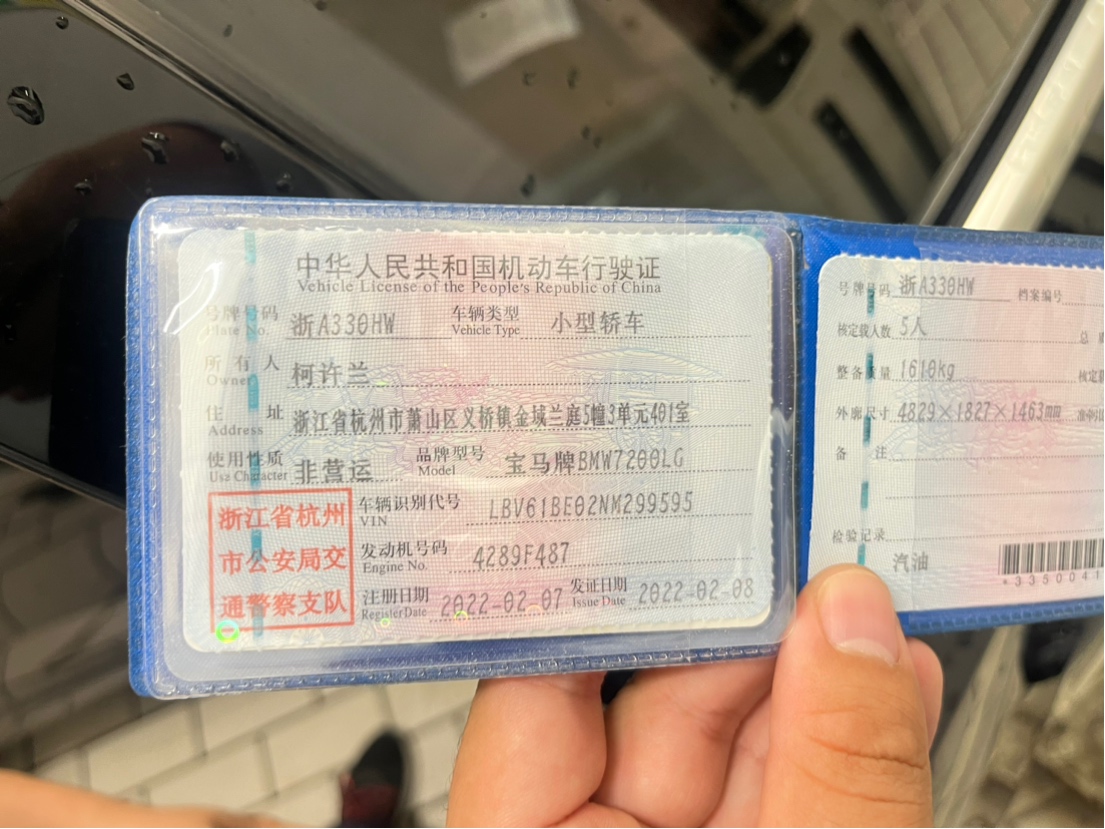 中华人民共和国机动车行驶证
Vehicle License of the People's Republic of China
号牌号码 浙A330HW 车辆类型 小型轿车
Plate No. Vehicle Type
所有人 柯许兰
Owner
住址 浙江省杭州市萧山区义桥镇金域兰庭5幢3单元401室
Address
使用性质 非营运 品牌型号 宝马牌BMW7200LG
Use Character Model
浙江省杭州
市公安局交
通警察支队
车辆识别代号 LBV61BE02NM299595
VIN
发动机号码 4289F487
Engine No.
注册日期 2022-02-07 发证日期 2022-02-08
Register Date Issue Date
号牌号码 浙A330HW 档案编号
核定载人数 5人 总
整备质量 1610kg 核定
外廓尺寸 4829×1827×1463mm
备注
检验记录
汽油
*3350041